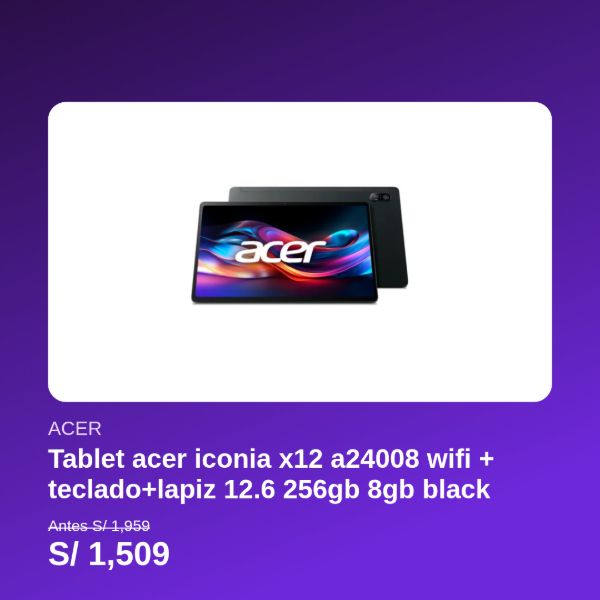 acer
ACER
Tablet acer iconia x12 a24008 wifi +
teclado+lapiz 12.6 256gb 8gb black
Antes S/ 1,959
S/ 1,509